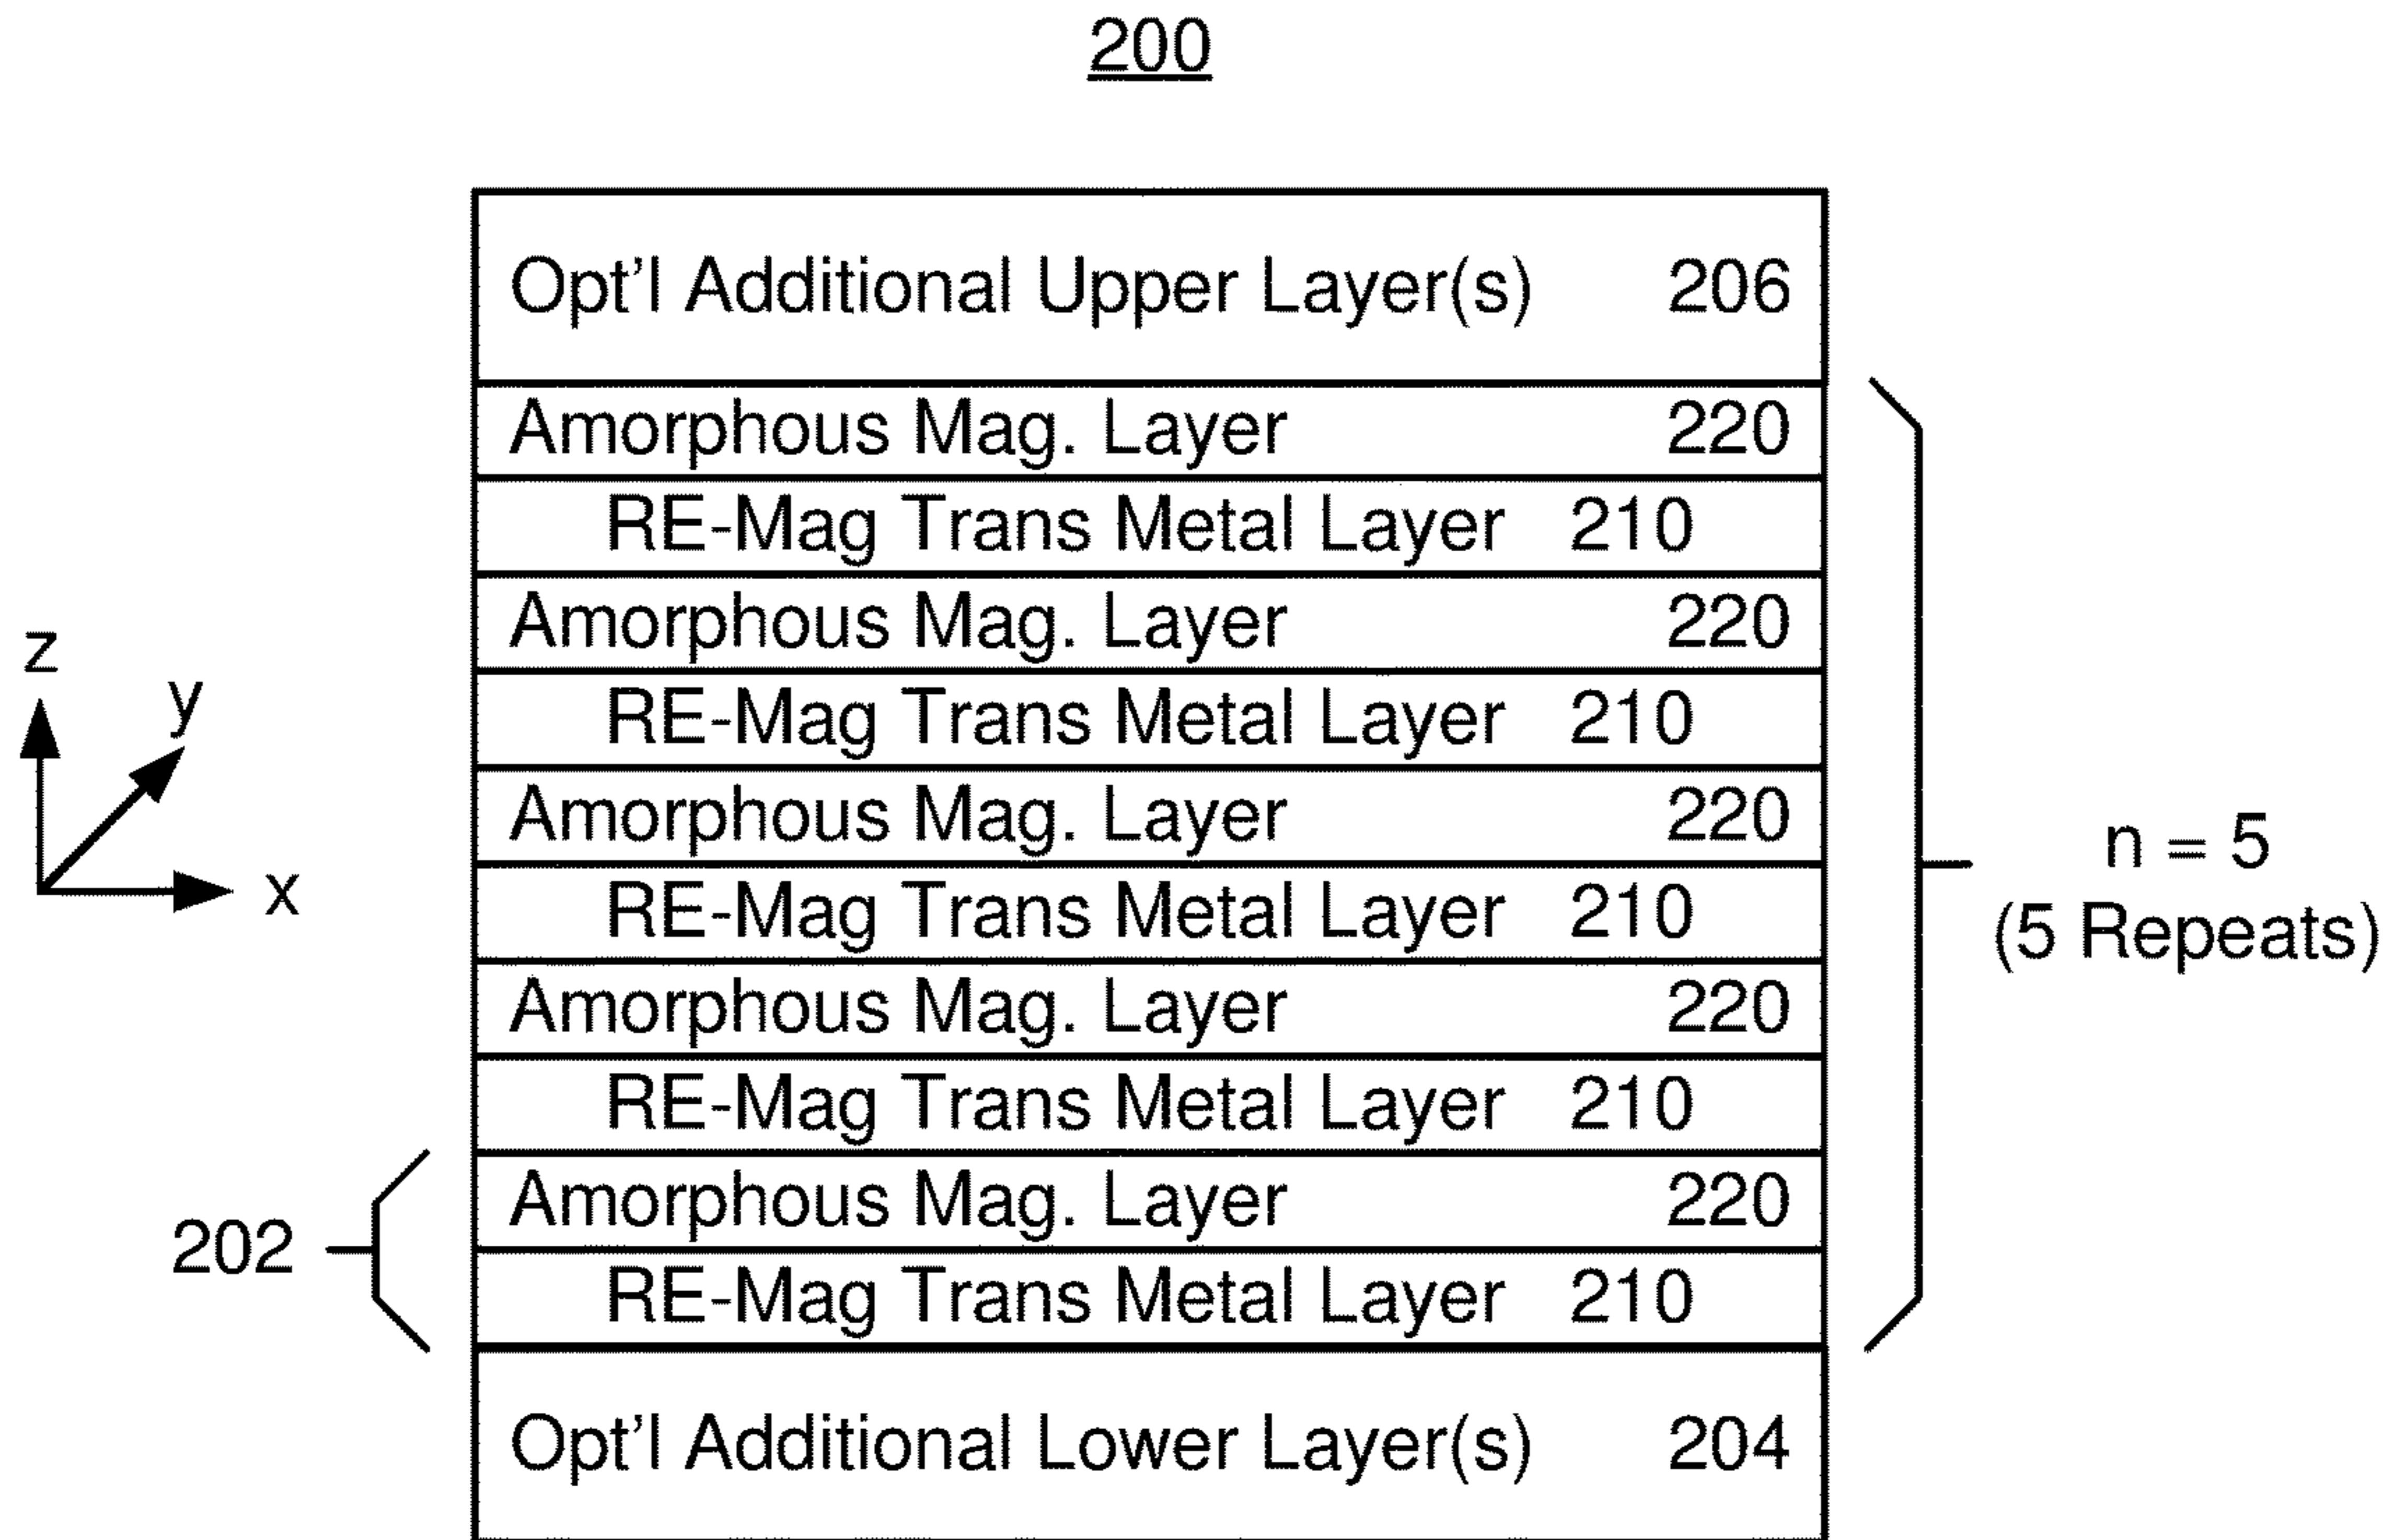 200
Opt'l Additional Upper Layer(s) 206
Amorphous Mag. Layer 220
RE-Mag Trans Metal Layer 210
Amorphous Mag. Layer 220
RE-Mag Trans Metal Layer 210
Amorphous Mag. Layer 220
RE-Mag Trans Metal Layer 210
Amorphous Mag. Layer 220
RE-Mag Trans Metal Layer 210
Amorphous Mag. Layer 220
RE-Mag Trans Metal Layer 210
Opt'l Additional Lower Layer(s) 204
z
y
x
202
n = 5
(5 Repeats)